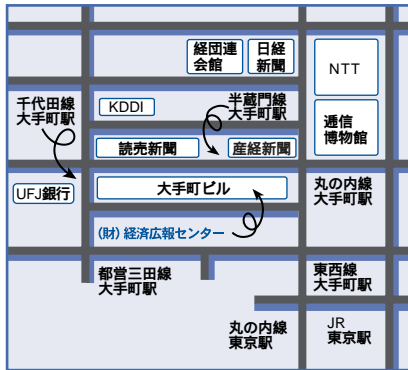 経団連
会館
日経
新聞
NTT
千代田線
大手町駅
KDDI
半蔵門線
大手町駅
逓信
博物館
読売新聞
産経新聞
UFJ銀行
大手町ビル
丸の内線
大手町駅
(財)経済広報センター
都営三田線
大手町駅
東西線
大手町駅
丸の内線
東京駅
JR
東京駅